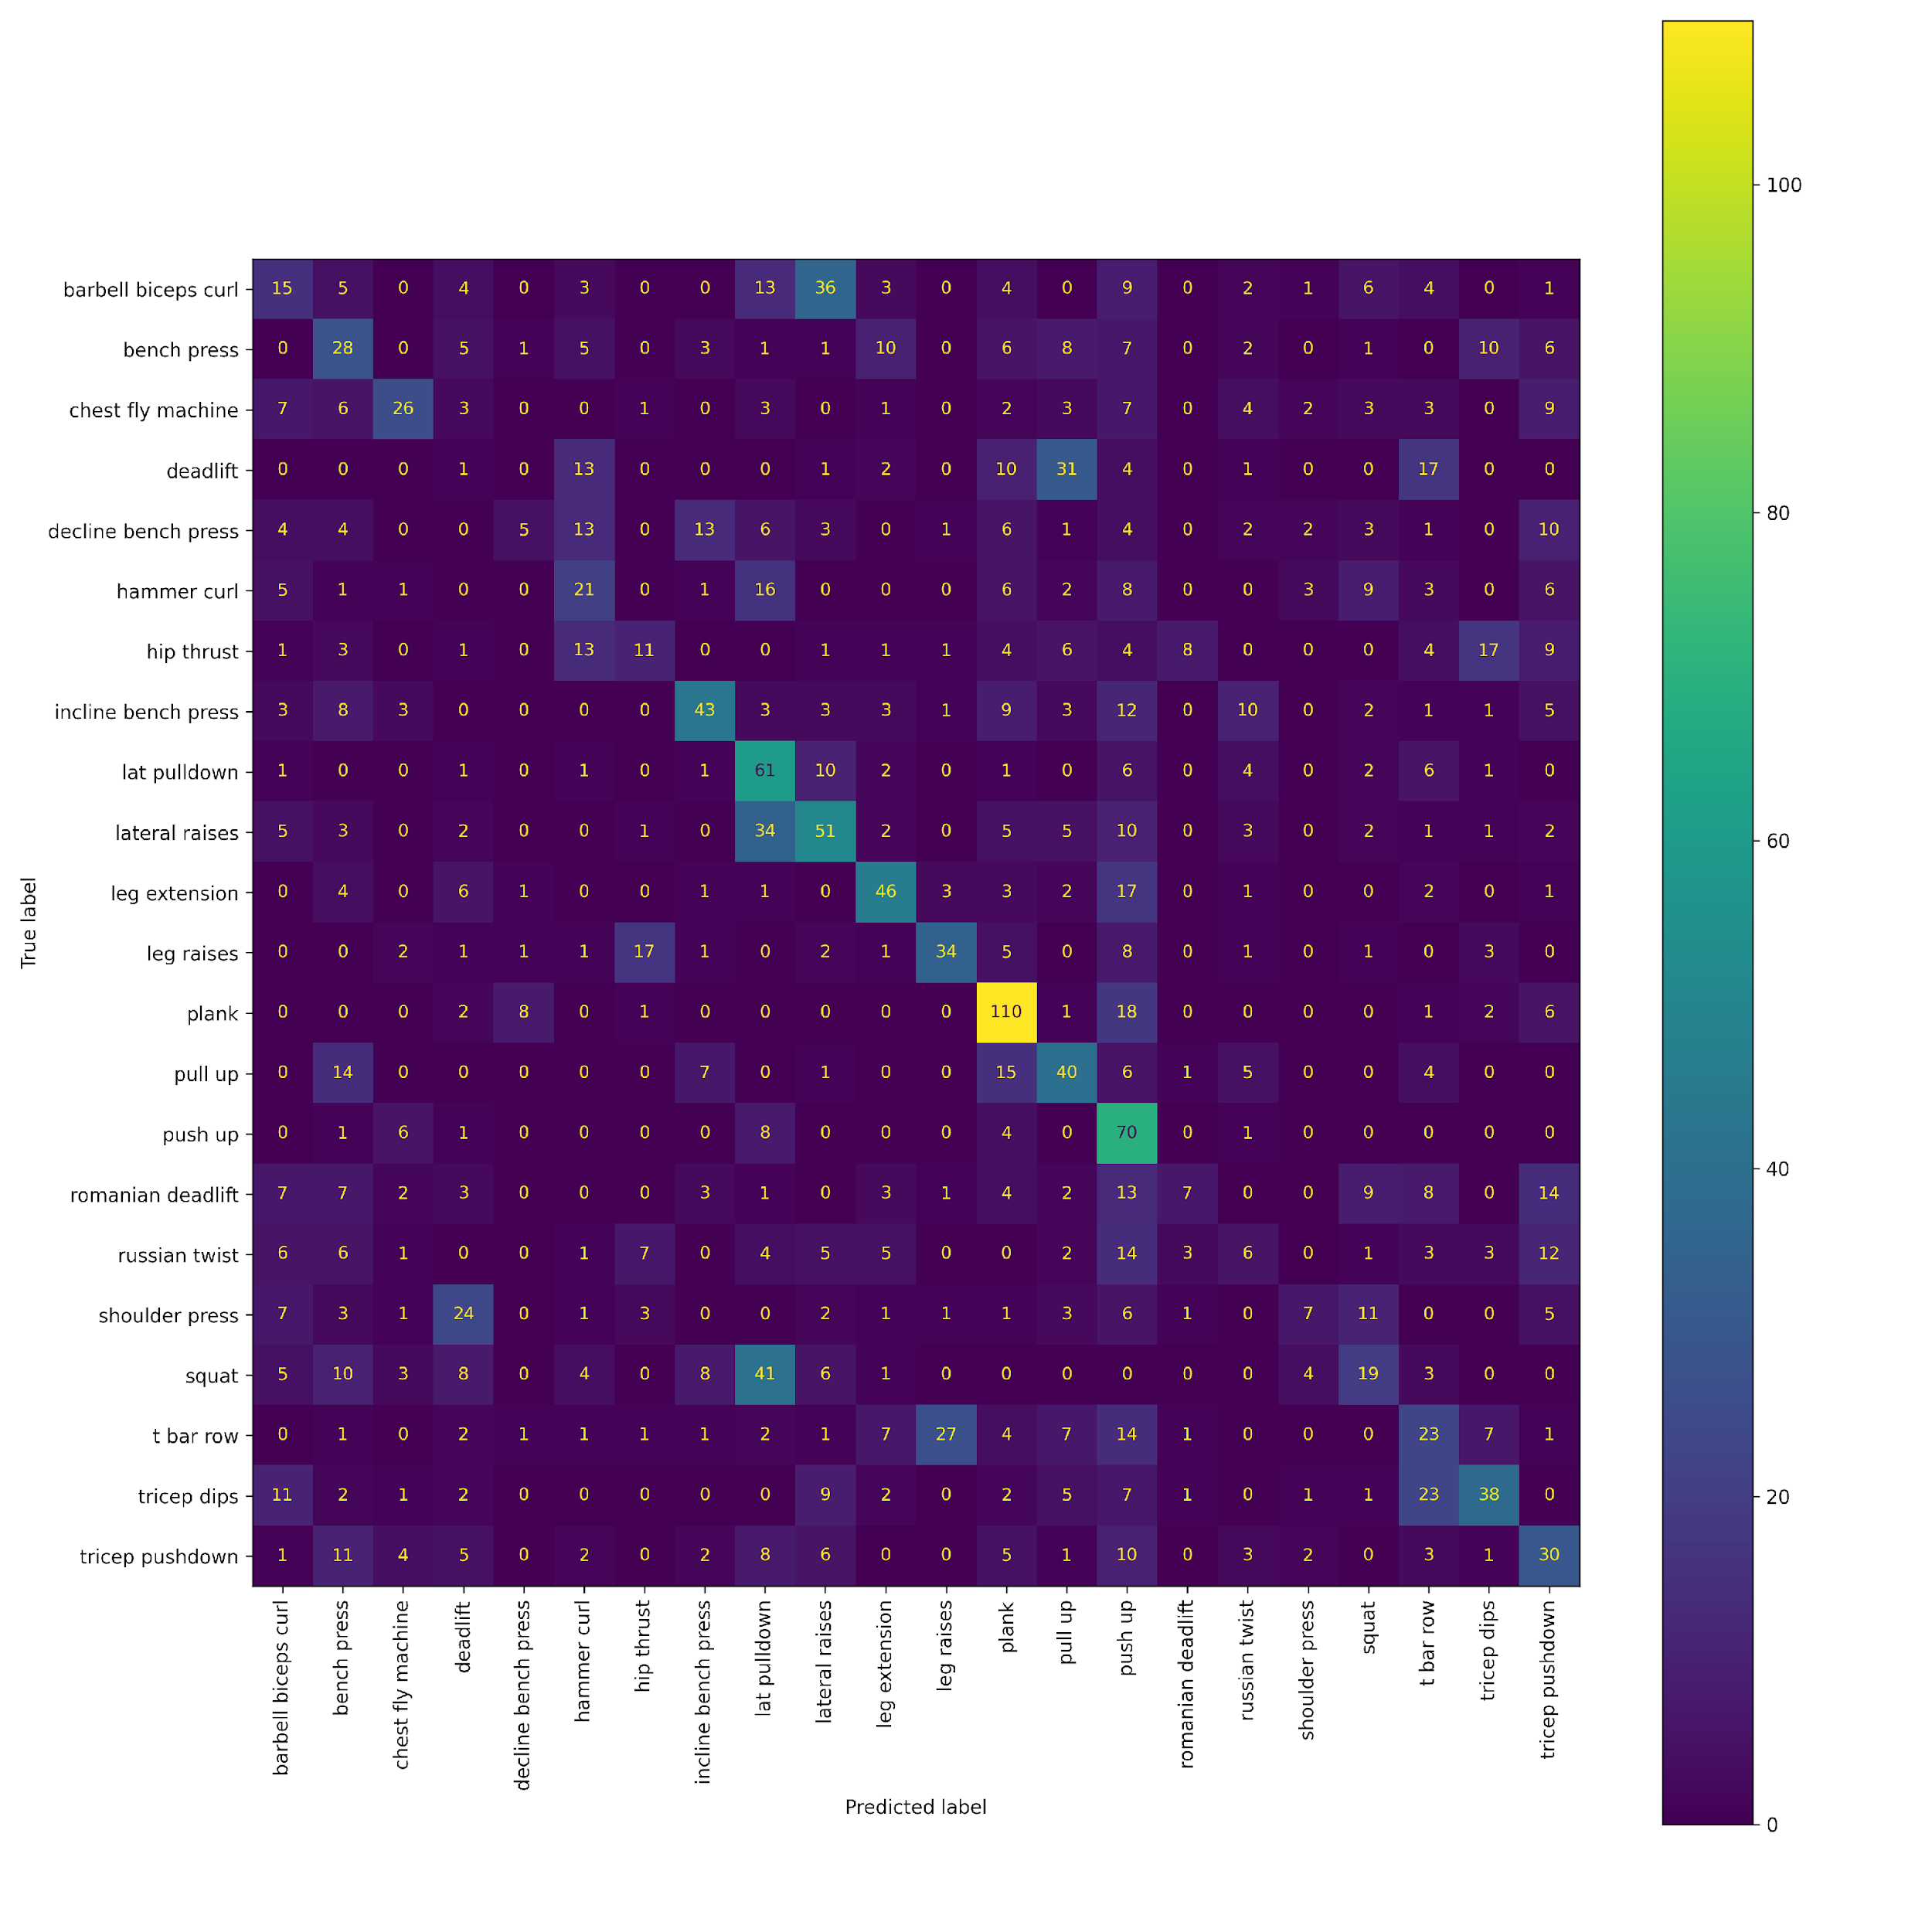 barbell biceps curl 15 5 0 4 0 3 0 0 13 36 3 0 4 0 9 0 2 1 6 4 0 1
bench press 0 28 0 5 1 5 0 3 1 1 10 0 6 8 7 0 2 0 1 0 10 6
chest fly machine 7 6 26 3 0 0 1 0 3 0 1 0 2 3 7 0 4 2 3 3 0 9
deadlift 0 0 0 1 0 13 0 0 0 1 2 0 10 31 4 0 1 0 0 17 0 0
decline bench press 4 4 0 0 5 13 0 13 6 3 0 1 6 1 4 0 2 2 3 1 0 10
hammer curl 5 1 1 0 0 21 0 1 16 0 0 0 6 2 8 0 0 3 9 3 0 6
hip thrust 1 3 0 1 0 13 11 0 0 1 1 1 4 6 4 8 0 0 0 4 17 9
incline bench press 3 8 3 0 0 0 0 43 3 3 3 1 9 3 12 0 10 0 2 1 1 5
lat pulldown 1 0 0 1 0 1 0 1 61 10 2 0 1 0 6 0 4 0 2 6 1 0
lateral raises 5 3 0 2 0 0 1 0 34 51 2 0 5 5 10 0 3 0 2 1 1 2
leg extension 0 4 0 6 1 0 0 1 1 0 46 3 3 2 17 0 1 0 0 2 0 1
leg raises 0 0 2 1 1 1 17 1 0 2 1 34 5 0 8 0 1 0 1 0 3 0
plank 0 0 0 2 8 0 1 0 0 0 0 0 110 1 18 0 0 0 0 1 2 6
pull up 0 14 0 0 0 0 0 7 0 1 0 0 15 40 6 1 5 0 0 4 0 0
push up 0 1 6 1 0 0 0 0 8 0 0 0 4 0 70 0 1 0 0 0 0 0
romanian deadlift 7 7 2 3 0 0 0 3 1 0 3 1 4 2 13 7 0 0 9 8 0 14
russian twist 6 6 1 0 0 1 7 0 4 5 5 0 0 2 14 3 6 0 1 3 3 12
shoulder press 7 3 1 24 0 1 3 0 0 2 1 1 1 3 6 1 0 7 11 0 0 5
squat 5 10 3 8 0 4 0 8 41 6 1 0 0 0 0 0 0 4 19 3 0 0
t bar row 0 1 0 2 1 1 1 1 2 1 7 27 4 7 14 1 0 0 0 23 7 1
tricep dips 11 2 1 2 0 0 0 0 0 9 2 0 2 5 7 1 0 1 1 23 38 0
tricep pushdown 1 11 4 5 0 2 0 2 8 6 0 0 5 1 10 0 3 2 0 3 1 30
True label
barbell biceps curl
bench press
chest fly machine
deadlift
decline bench press
hammer curl
hip thrust
incline bench press
lat pulldown
lateral raises
leg extension
leg raises
plank
pull up
push up
romanian deadlift
russian twist
shoulder press
squat
t bar row
tricep dips
tricep pushdown
Predicted label
100
80
60
40
20
0